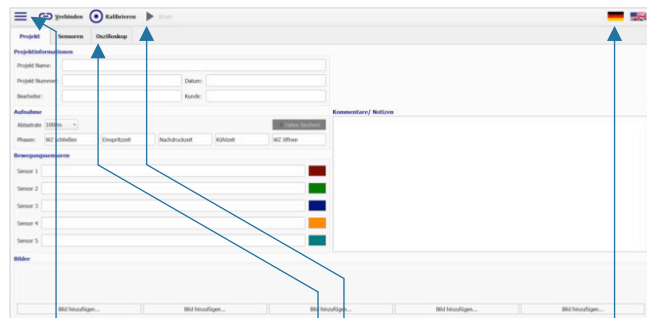 Verbinden Kalibrieren Start
Projekt Sensoren Oszilloskop
Projektinformationen
Projekt Name:
Projekt Nummer: Datum:
Bearbeiter: Kunde:
Aufnahme Kommentare/ Notizen
Abtastrate 100ms Daten löschen
Phasen: WZ schließen Einspritzzeit Nachdruckzeit Kühlzeit WZ öffnen
Bewegungssensoren
Sensor 1
Sensor 2
Sensor 3
Sensor 4
Sensor 5
Bilder
Bild hinzufügen... Bild hinzufügen... Bild hinzufügen... Bild hinzufügen... Bild hinzufügen...